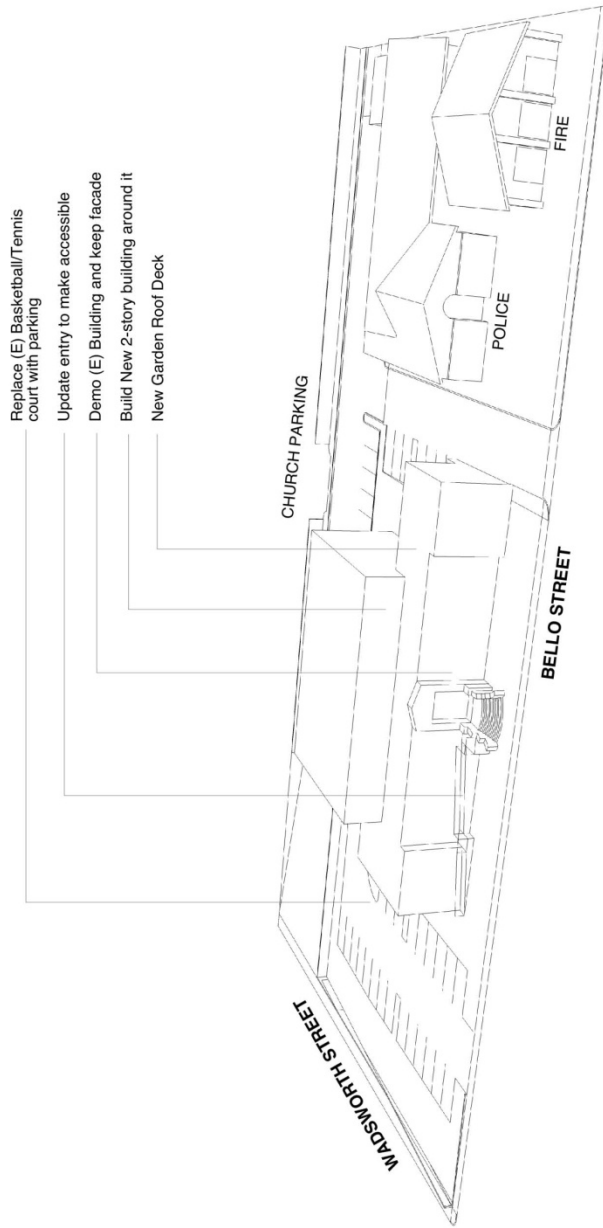 Replace (E) Basketball/Tennis
court with parking
Update entry to make accessible
Demo (E) Building and keep facade
Build New 2-story building around it
New Garden Roof Deck
CHURCH PARKING
WADSWORTH STREET
BELLO STREET
POLICE
FIRE